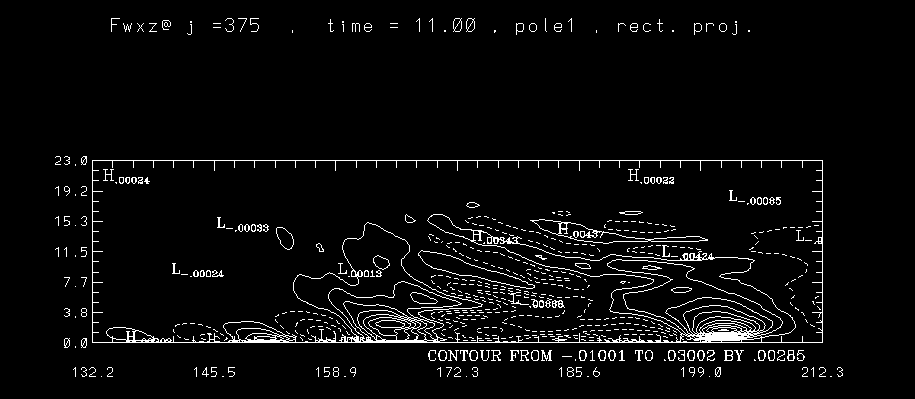 Fwxz@ j =375 , time = 11.00 , pole1 , rect. proj.
23.0
H.00024
H.00022
19.2
L-.00085
15.3
L-.00033
H.00343
H.00437
11.5
L-.00424
L-.00024
L.00013
7.7
3.8
0.0
CONTOUR FROM -.01001 TO .03002 BY .00285
132.2 145.5 158.9 172.3 185.6 199.0 212.3